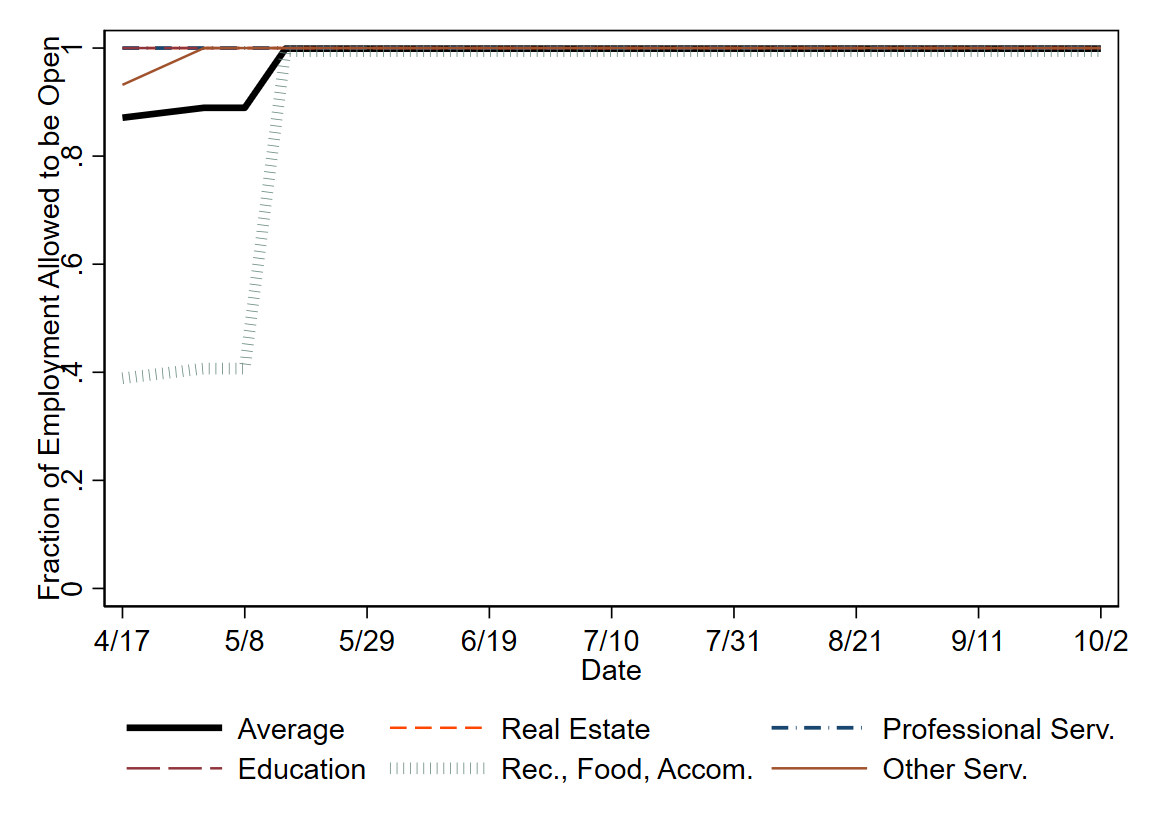 Fraction of Employment Allowed to be Open
1
.8
.6
.4
.2
0
4/17 5/8 5/29 6/19 7/10 7/31 8/21 9/11 10/2
Date
Average Real Estate Professional Serv.
Education Rec., Food, Accom. Other Serv.